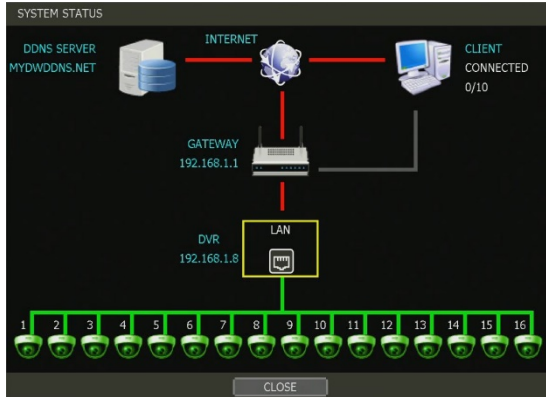 SYSTEM STATUS
DDNS SERVER
MYDWDDNS.NET
INTERNET
CLIENT
CONNECTED
0/10
GATEWAY
192.168.1.1
LAN
DVR
192.168.1.8
1 2 3 4 5 6 7 8 9 10 11 12 13 14 15 16
CLOSE